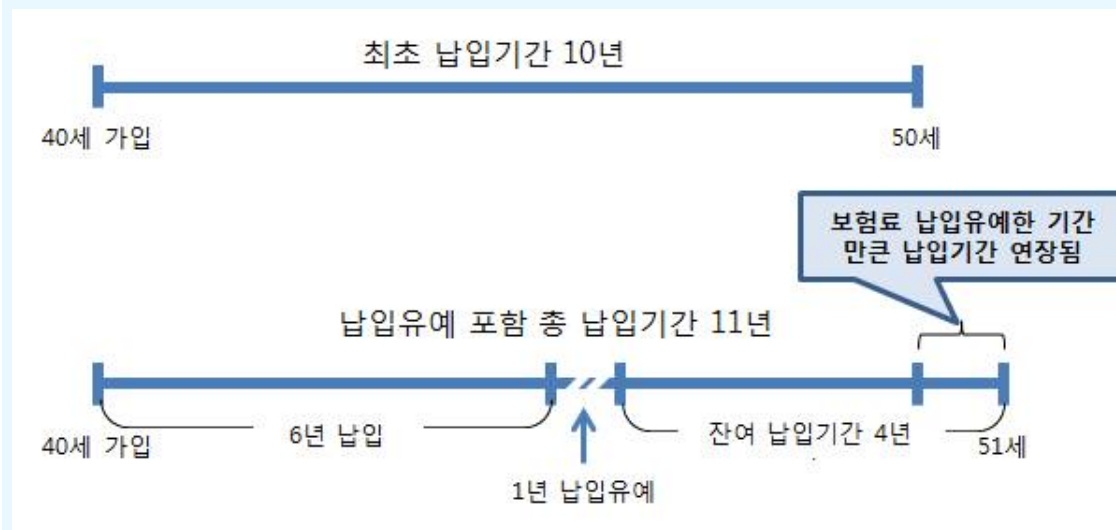 최초 납입기간 10년
40세 가입
50세
보험료 납입유예한 기간
만큼 납입기간 연장됨
납입유예 포함 총 납입기간 11년
40세 가입
6년 납입
잔여 납입기간 4년
51세
1년 납입유예